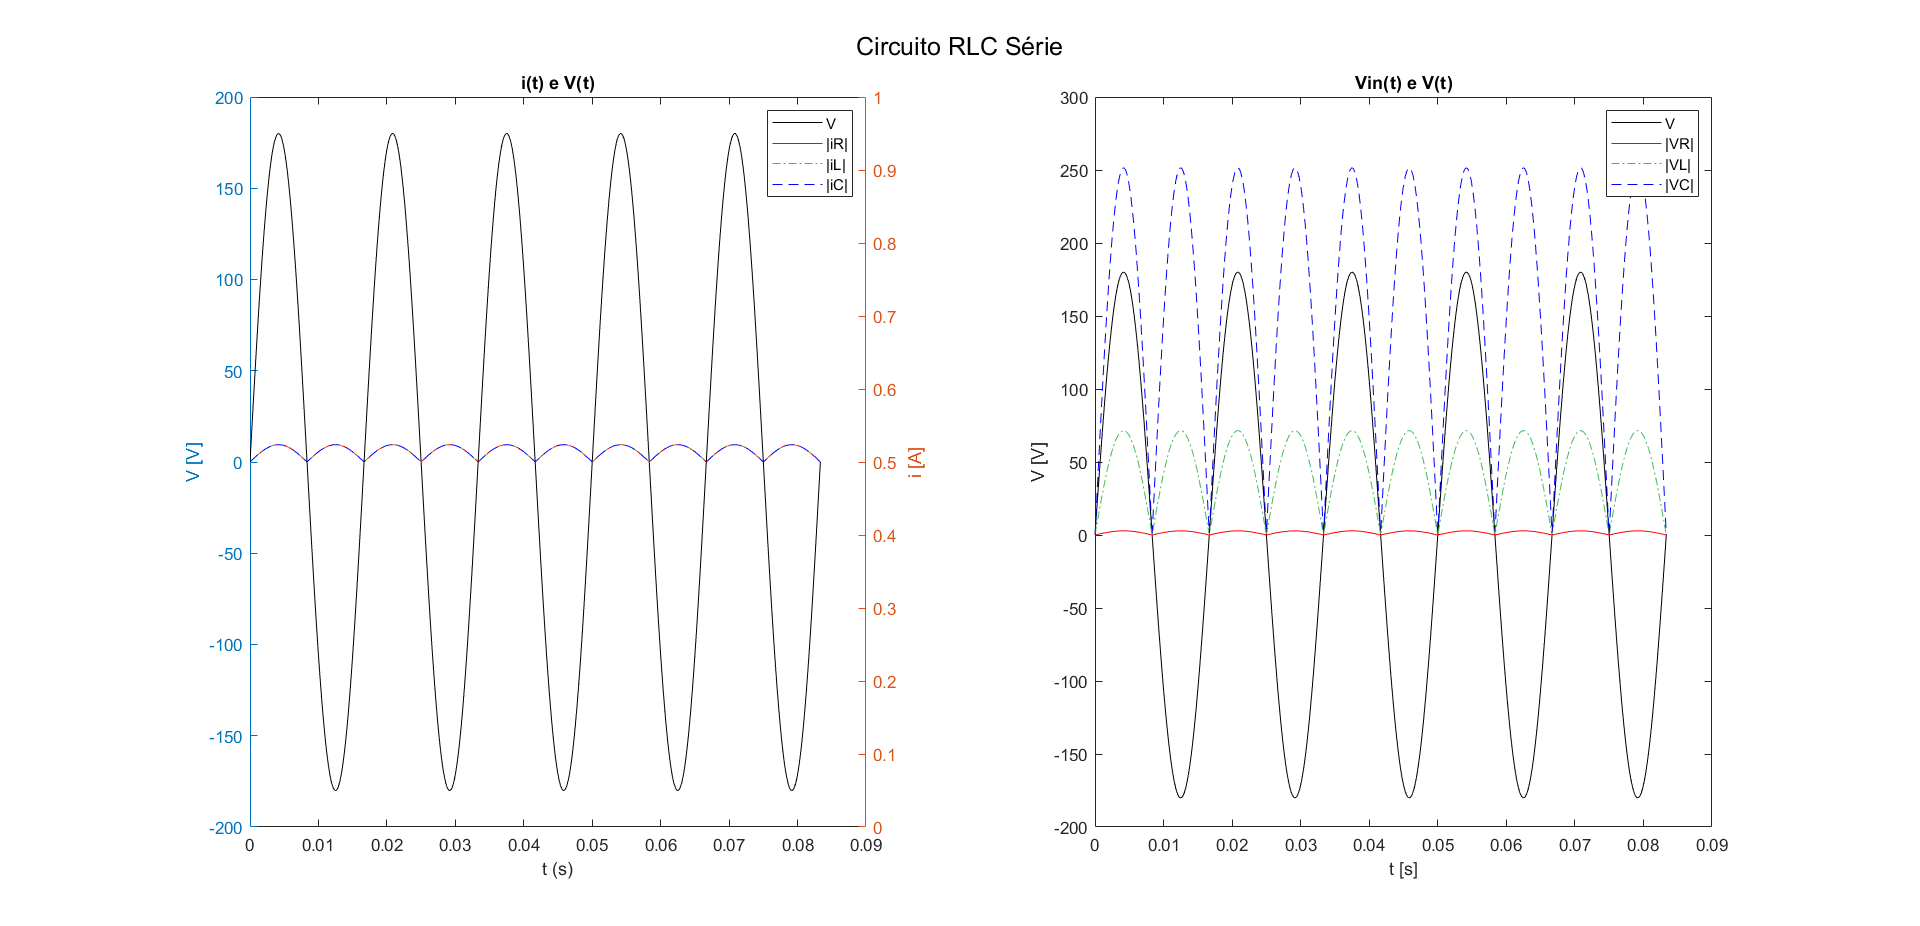 Circuito RLC Série
i(t) e V(t)
200
150
100
50
0
-50
-100
-150
-200
V [V]
1
0.9
0.8
0.7
0.6
0.5
0.4
0.3
0.2
0.1
0
i [A]
V
|iR|
|iL|
|iC|
0 0.01 0.02 0.03 0.04 0.05 0.06 0.07 0.08 0.09
t (s)
Vin(t) e V(t)
300
250
200
150
100
50
0
-50
-100
-150
-200
V [V]
V
|VR|
|VL|
|VC|
0 0.01 0.02 0.03 0.04 0.05 0.06 0.07 0.08 0.09
t [s]